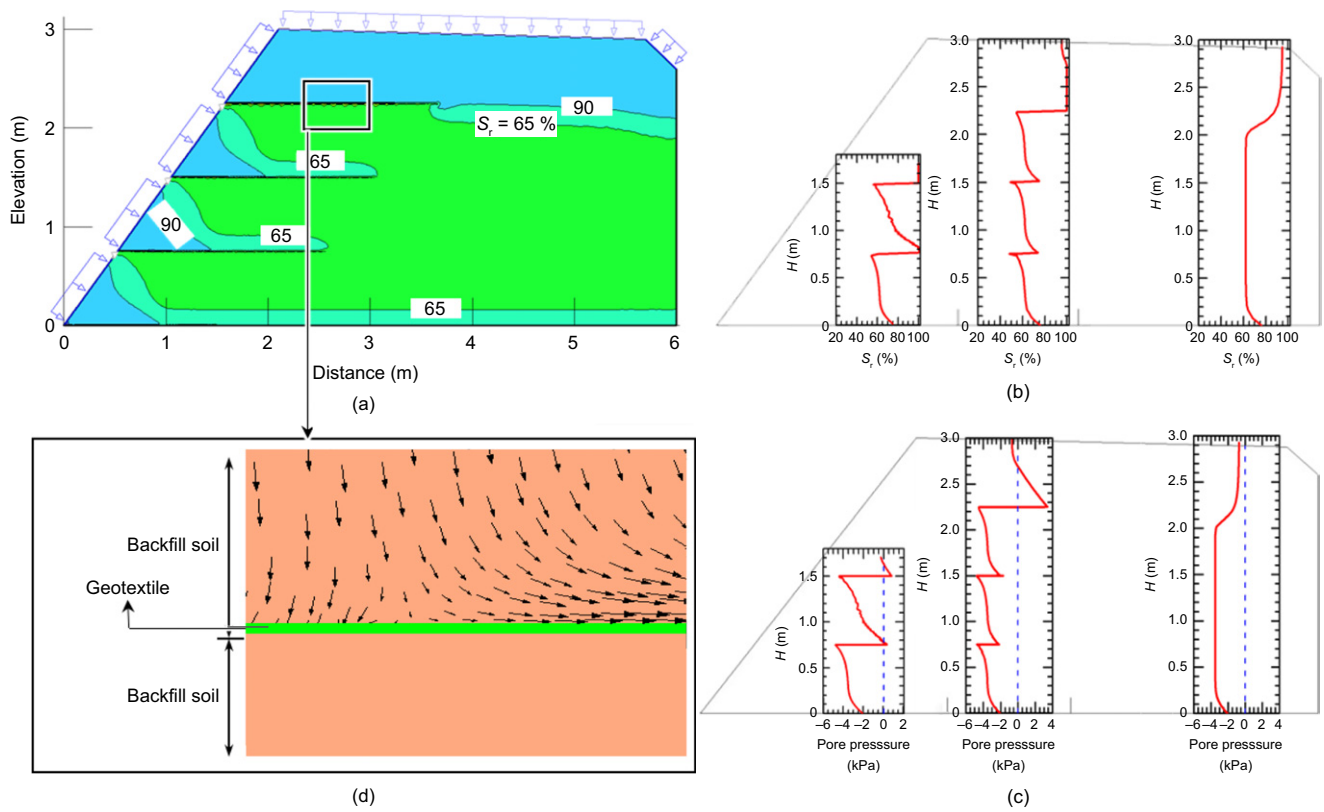 3
2
1
0
Elevation (m)
90
Sr = 65 %
65
90
65
65
0 1 2 3 4 5 6
Distance (m)
(a)
3.0
2.5
2.0
1.5
1.0
0.5
0
H (m)
20 40 60 80 100
Sr (%)
1.5
1.0
0.5
0
H (m)
20 40 60 80 100
Sr (%)
3.0
2.5
2.0
1.5
1.0
0.5
0
H (m)
20 40 60 80 100
Sr (%)
(b)
Backfill soil
Geotextile
Backfill soil
(d)
3.0
2.5
2.0
1.5
1.0
0.5
0
H (m)
–6 –4 –2 0 2 4
Pore presssure
(kPa)
1.5
1.0
0.5
0
H (m)
–6 –4 –2 0 2
Pore presssure
(kPa)
3.0
2.5
2.0
1.5
1.0
0.5
0
H (m)
–6 –4 –2 0 2 4
Pore presssure
(kPa)
(c)